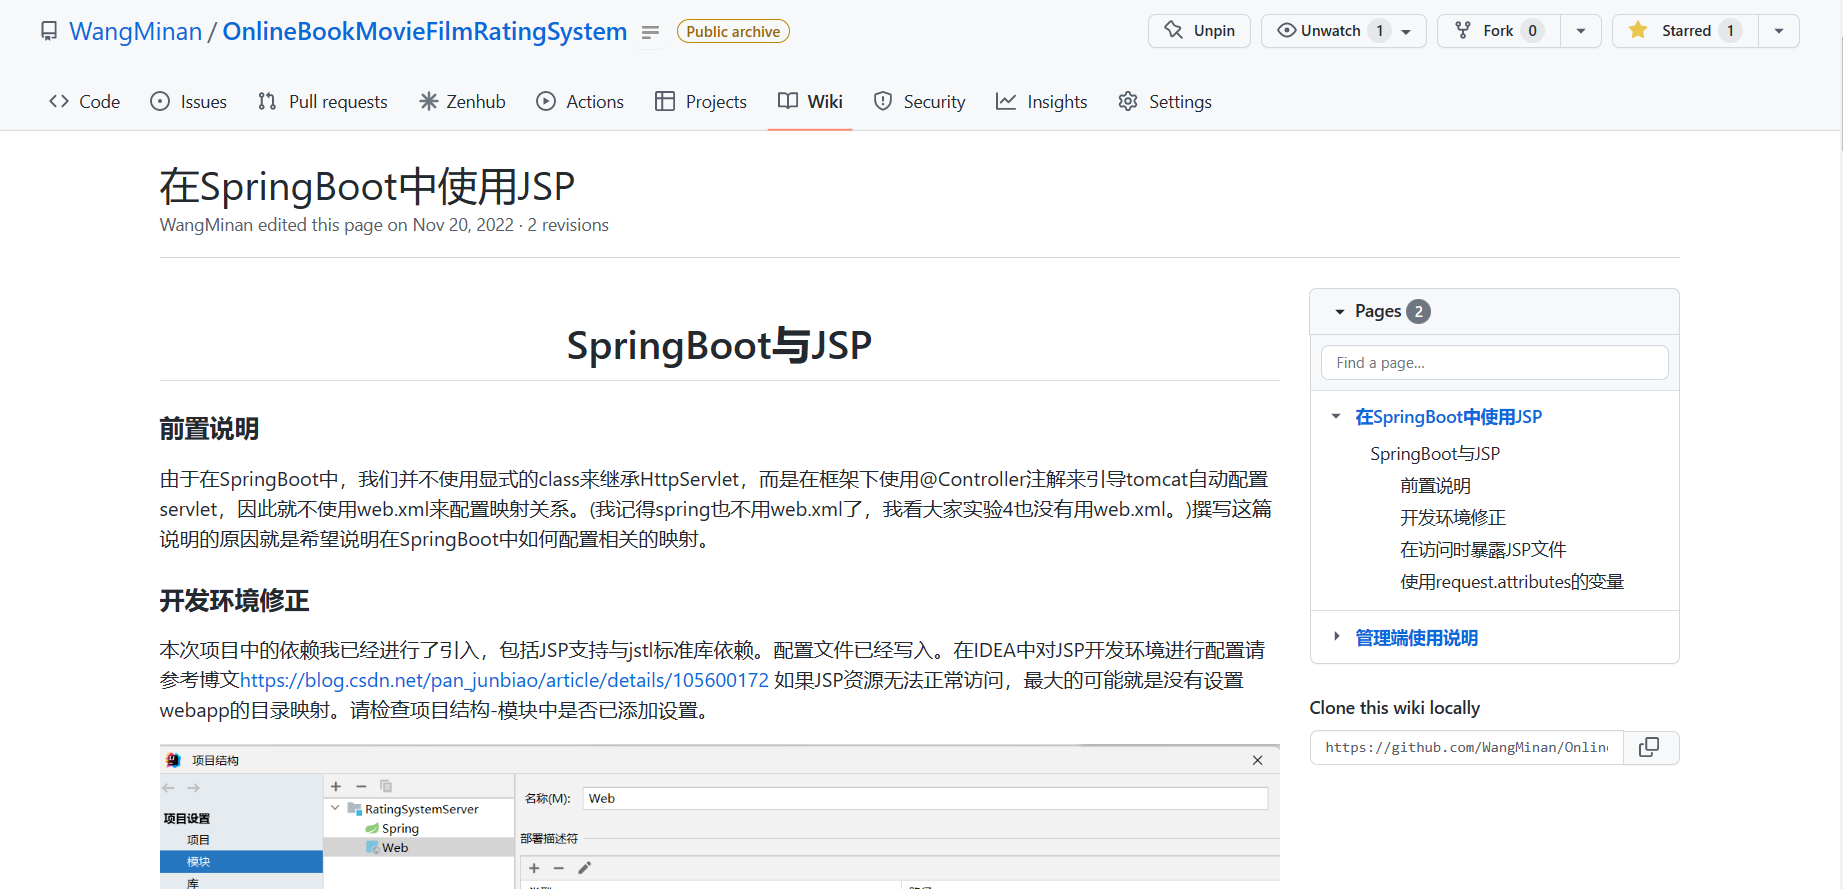 WangMinan / OnlineBookMovieFilmRatingSystem Public archive Unpin Unwatch 1 Fork 0 Starred 1
Code Issues Pull requests Zenhub Actions Projects Wiki Security Insights Settings
在SpringBoot中使用JSP
WangMinan edited this page on Nov 20, 2022 · 2 revisions
SpringBoot与JSP
前置说明
由于在SpringBoot中，我们并不使用显式的class来继承HttpServlet，而是在框架下使用@Controller注解来引导tomcat自动配置
servlet，因此就不使用web.xml来配置映射关系。(我记得spring也不用web.xml了，我看大家实验4也没有用web.xml。)撰写这篇
说明的原因就是希望说明在SpringBoot中如何配置相关的映射。
开发环境修正
本次项目中的依赖我已经进行了引入，包括JSP支持与jstl标准库依赖。配置文件已经写入。在IDEA中对JSP开发环境进行配置请
参考博文https://blog.csdn.net/pan_junbiao/article/details/105600172 如果JSP资源无法正常访问，最大的可能就是没有设置
webapp的目录映射。请检查项目结构-模块中是否已添加设置。
项目结构
项目设置
项目
模块
库
RatingSystemServer
Spring
Web
名称(M): Web
部署描述符
Pages 2
Find a page...
在SpringBoot中使用JSP
SpringBoot与JSP
前置说明
开发环境修正
在访问时暴露JSP文件
使用request.attributes的变量
管理端使用说明
Clone this wiki locally
https://github.com/WangMinan/Onlin